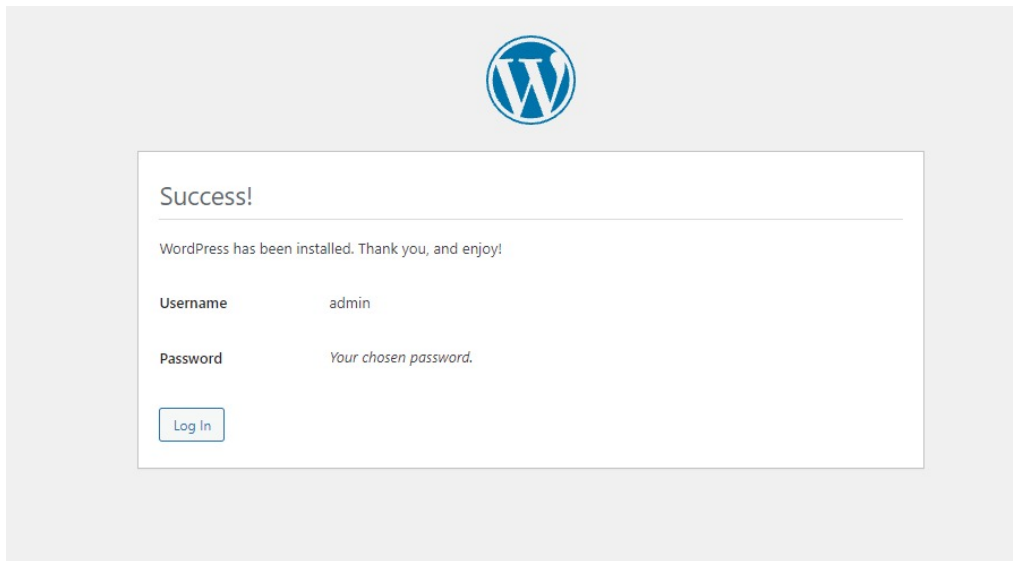 Success!
WordPress has been installed. Thank you, and enjoy!
Username admin
Password Your chosen password.
Log In